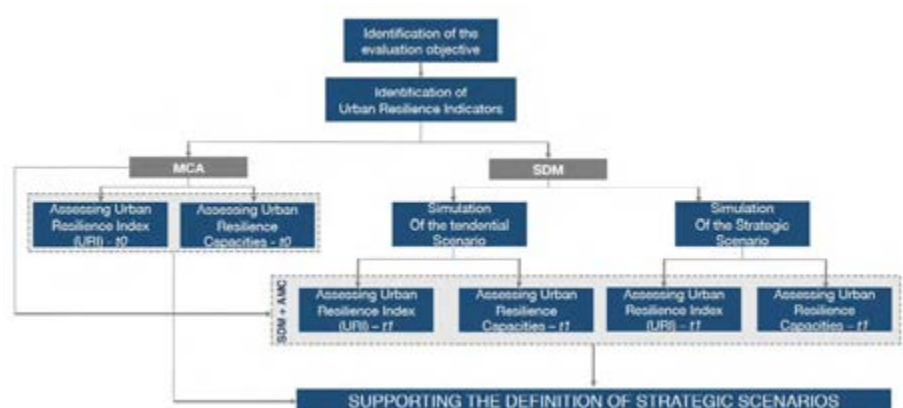 Identification of the
evaluation objective
Identification of
Urban Resilience Indicators
MCA
SDM
Assessing Urban
Resilience Index
(URI) - t0
Assessing Urban
Resilience
Capacities - t0
Simulation
Of the tendential
Scenario
Simulation
Of the Strategic
Scenario
SDM + AMC
Assessing Urban
Resilience Index
(URI) – t1
Assessing Urban
Resilience
Capacities – t1
Assessing Urban
Resilience Index
(URI) - t1
Assessing Urban
Resilience
Capacities - t1
SUPPORTING THE DEFINITION OF STRATEGIC SCENARIOS